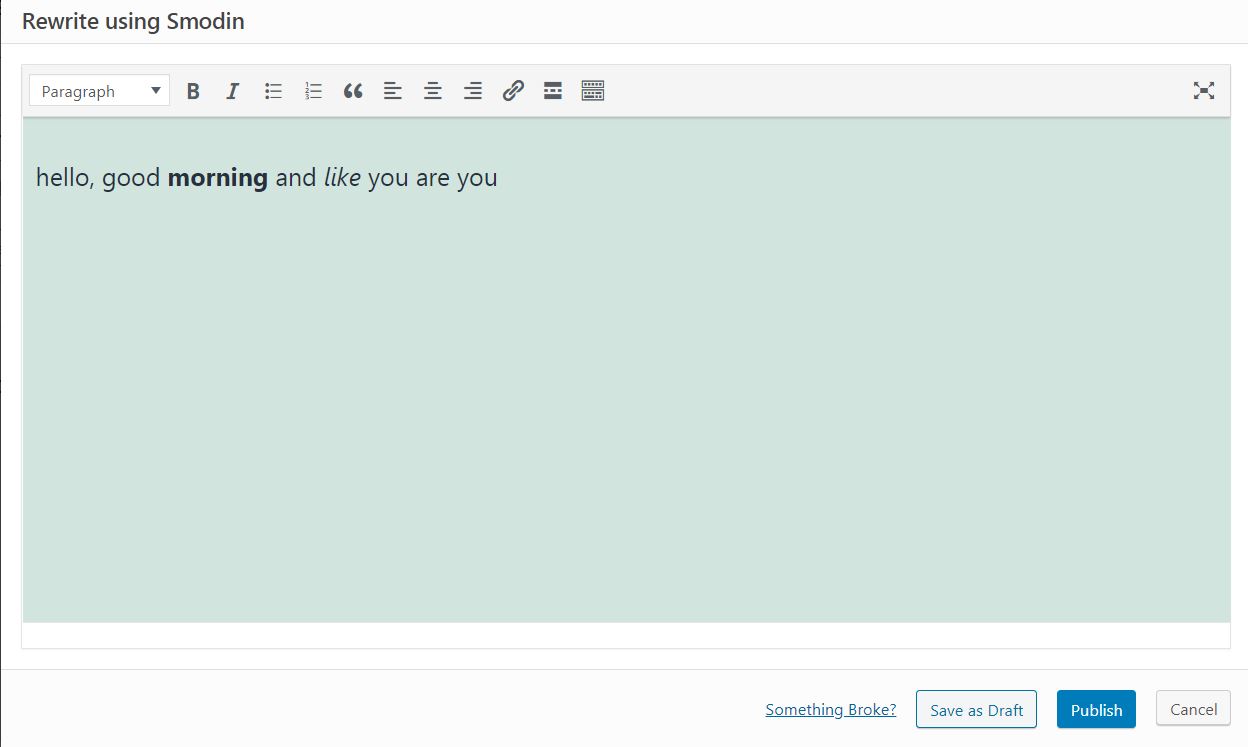 Rewrite using Smodin
Paragraph
hello, good morning and like you are you
Something Broke? Save as Draft Publish Cancel